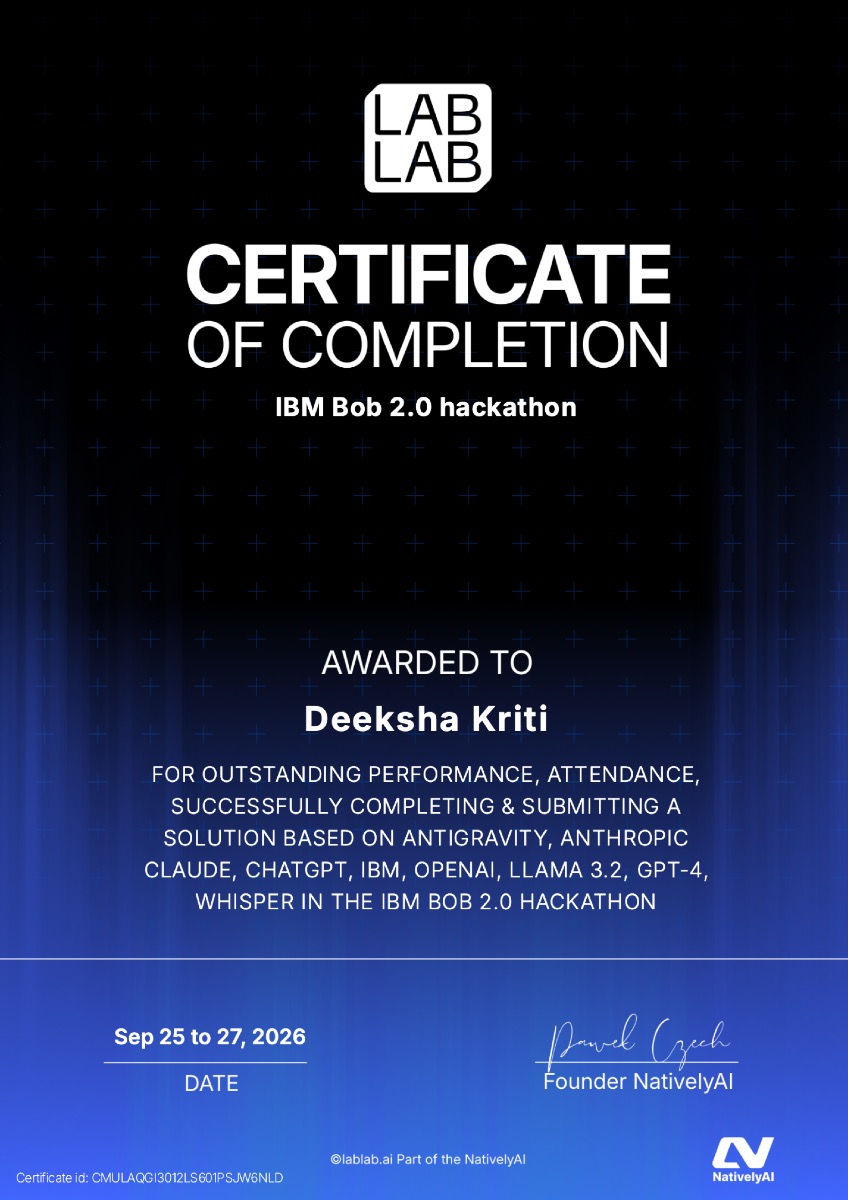 LAB
LAB
CERTIFICATE
OF COMPLETION
IBM Bob 2.0 hackathon
AWARDED TO
Deeksha Kriti
FOR OUTSTANDING PERFORMANCE, ATTENDANCE,
SUCCESSFULLY COMPLETING & SUBMITTING A
SOLUTION BASED ON ANTIGRAVITY, ANTHROPIC
CLAUDE, CHATGPT, IBM, OPENAI, LLAMA 3.2, GPT-4,
WHISPER IN THE IBM BOB 2.0 HACKATHON
Sep 25 to 27, 2026
DATE
Pawel Czech
Founder NativelyAI
©lablab.ai Part of the NativelyAI
NativelyAI
Certificate id: CMULAQGI3012LS601PSJW6NLD